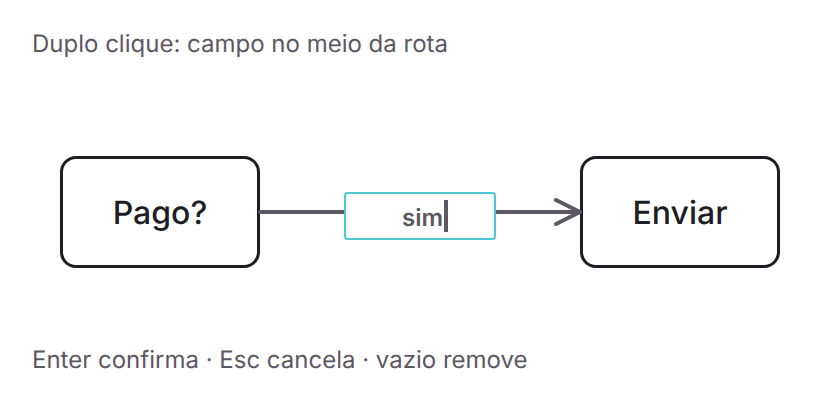 Duplo clique: campo no meio da rota
Pago?
sim
Enviar
Enter confirma · Esc cancela · vazio remove